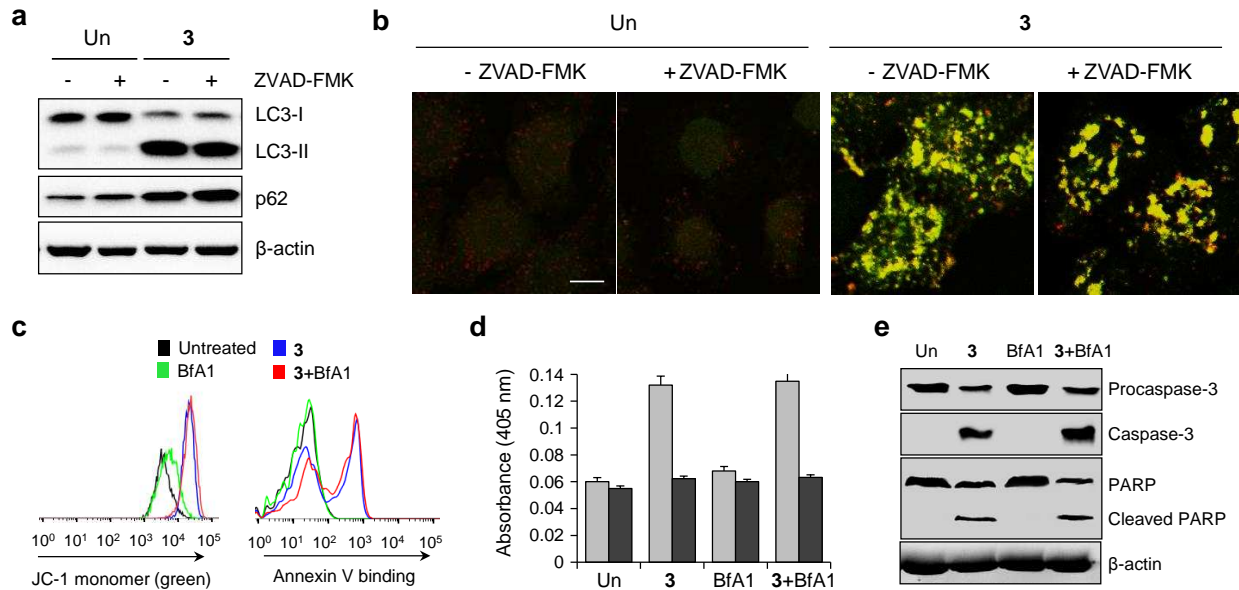 a
Un 3
- + - + ZVAD-FMK
LC3-I
LC3-II
p62
β-actin
b
Un 3
- ZVAD-FMK + ZVAD-FMK - ZVAD-FMK + ZVAD-FMK
c
Untreated 3
BfA1 3+BfA1
10⁰ 10¹ 10² 10³ 10⁴ 10⁵
JC-1 monomer (green)
10⁰ 10¹ 10² 10³ 10⁴ 10⁵
Annexin V binding
d
Absorbance (405 nm)
0.14
0.12
0.1
0.08
0.06
0.04
0.02
0
Un 3 BfA1 3+BfA1
e
Un 3 BfA1 3+BfA1
Procaspase-3
Caspase-3
PARP
Cleaved PARP
β-actin